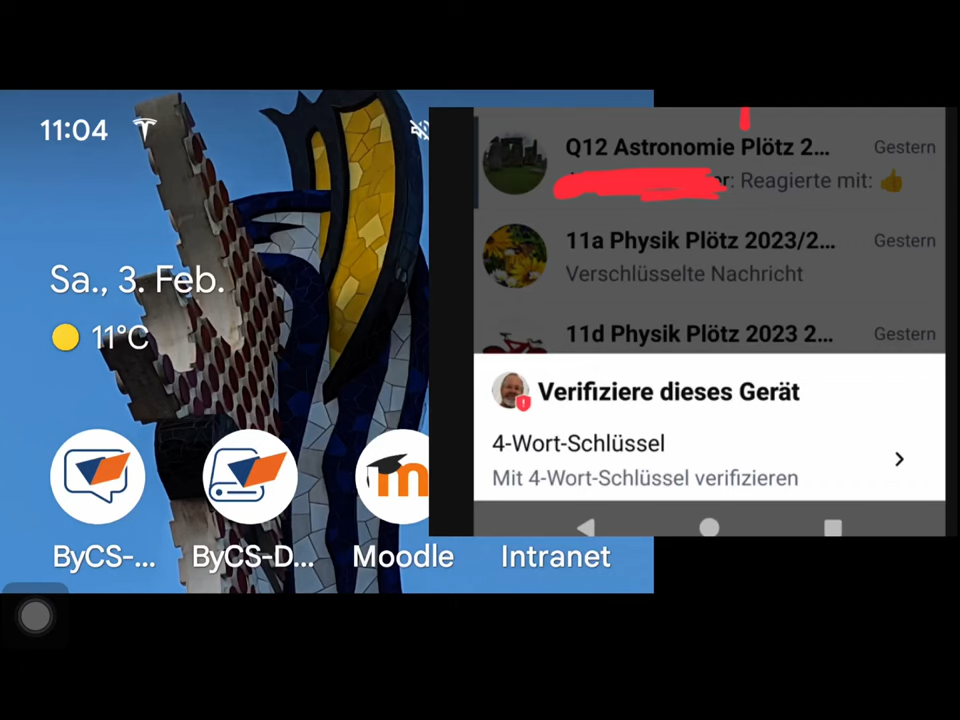 11:04
Sa., 3. Feb.
11°C
ByCS-...
ByCS-D...
Moodle
Intranet
Q12 Astronomie Plötz 2...
Gestern
r: Reagierte mit: 👍
11a Physik Plötz 2023/2...
Gestern
Verschlüsselte Nachricht
11d Physik Plötz 2023 2...
Gestern
Verifiziere dieses Gerät
4-Wort-Schlüssel
Mit 4-Wort-Schlüssel verifizieren